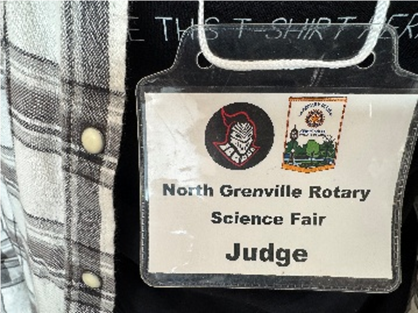 THIS T-SHIRT
North Grenville Rotary
Science Fair
Judge